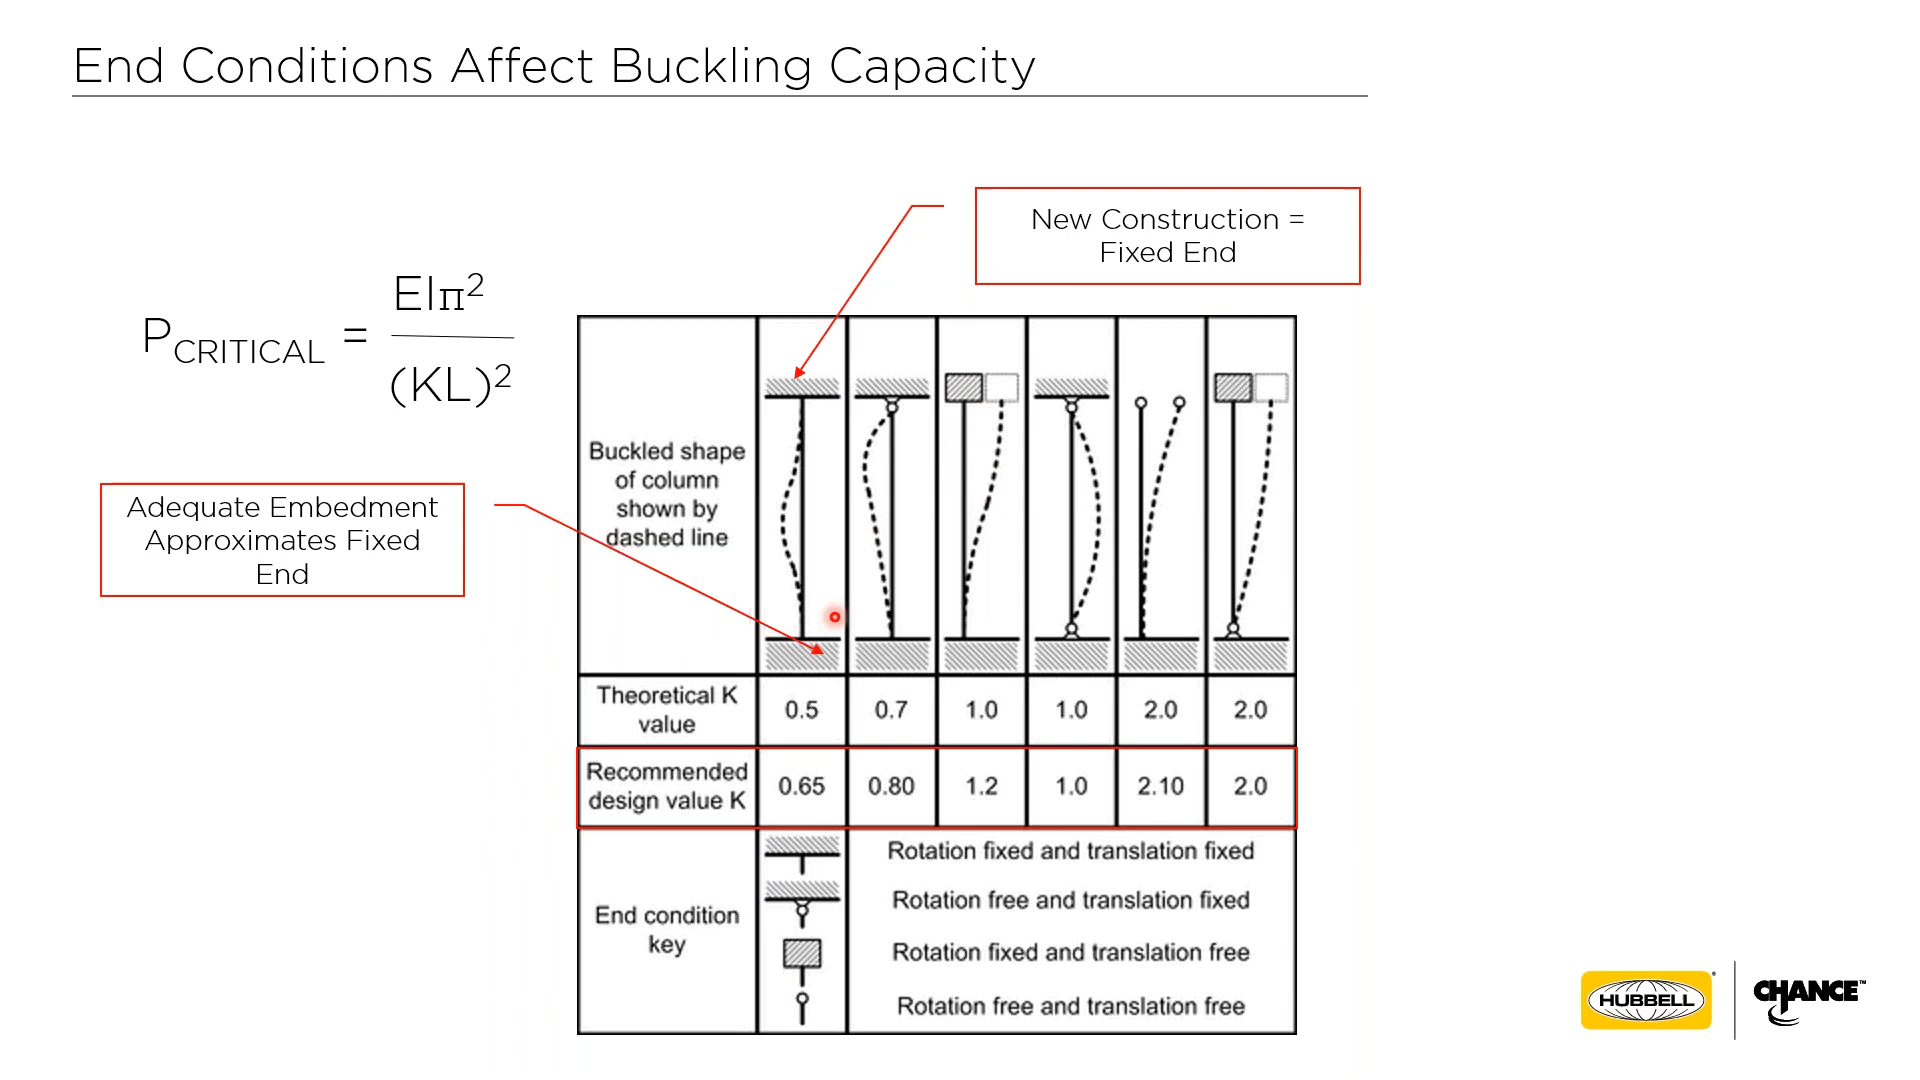 End Conditions Affect Buckling Capacity
New Construction =
Fixed End
EIπ²
P_CRITICAL =
(KL)²
Adequate Embedment
Approximates Fixed
End
Buckled shape
of column
shown by
dashed line
Theoretical K
value
0.5 0.7 1.0 1.0 2.0 2.0
Recommended
design value K
0.65 0.80 1.2 1.0 2.10 2.0
End condition
key
Rotation fixed and translation fixed
Rotation free and translation fixed
Rotation fixed and translation free
Rotation free and translation free
HUBBELL®
CHANCE™